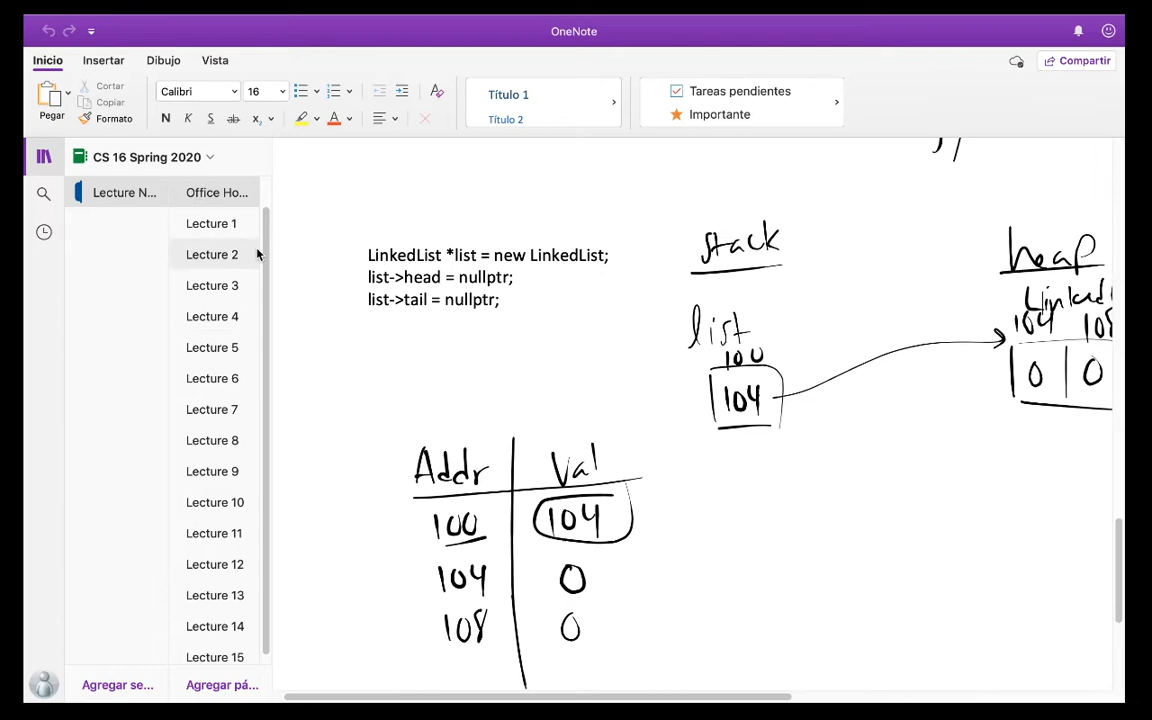 OneNote
Inicio Insertar Dibujo Vista
Compartir
Pegar
Cortar
Copiar
Formato
Calibri 16
N K S ab x₂ A
Título 1
Título 2
Tareas pendientes
Importante
CS 16 Spring 2020
Lecture N... Office Ho...
Lecture 1
Lecture 2
Lecture 3
Lecture 4
Lecture 5
Lecture 6
Lecture 7
Lecture 8
Lecture 9
Lecture 10
Lecture 11
Lecture 12
Lecture 13
Lecture 14
Lecture 15
Agregar se... Agregar pá...
LinkedList *list = new LinkedList;
list->head = nullptr;
list->tail = nullptr;
stack
list
100
104
heap
Linked
104 108
0 0
Addr Val
100 104
104 0
108 0